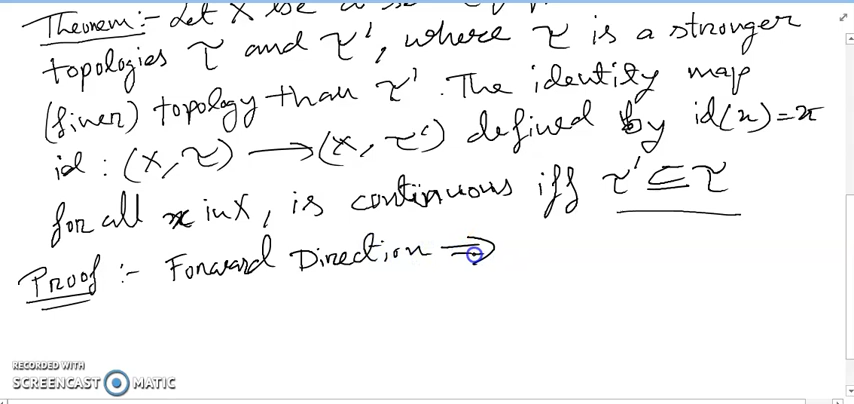 Theorem:- Let X be a
topologies τ and τ', where τ is a stronger
(finer) topology than τ'. The identity map
id : (X, τ) ⟶ (X, τ') defined by id(x)=x
for all x in X, is continuous iff τ' ⊆ τ
Proof :- Forward Direction ⇒
RECORDED WITH
SCREENCAST MATIC